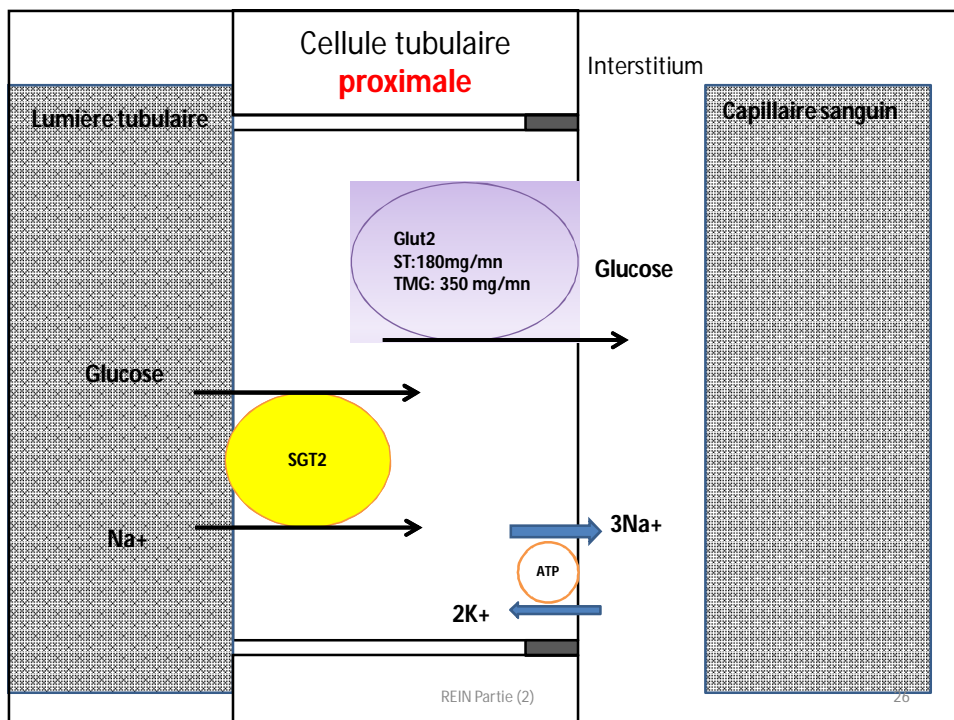 Cellule tubulaire
proximale
Interstitium
Lumière tubulaire
Capillaire sanguin
Glut2
ST:180mg/mn
TMG: 350 mg/mn
Glucose
Glucose
SGT2
Na+
3Na+
ATP
2K+
REIN Partie (2)
26